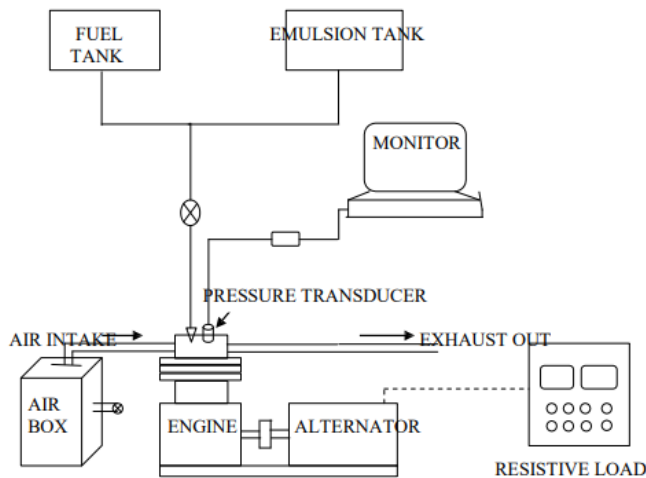 FUEL
TANK
EMULSION TANK
MONITOR
PRESSURE TRANSDUCER
AIR INTAKE
EXHAUST OUT
AIR
BOX
ENGINE
ALTERNATOR
RESISTIVE LOAD